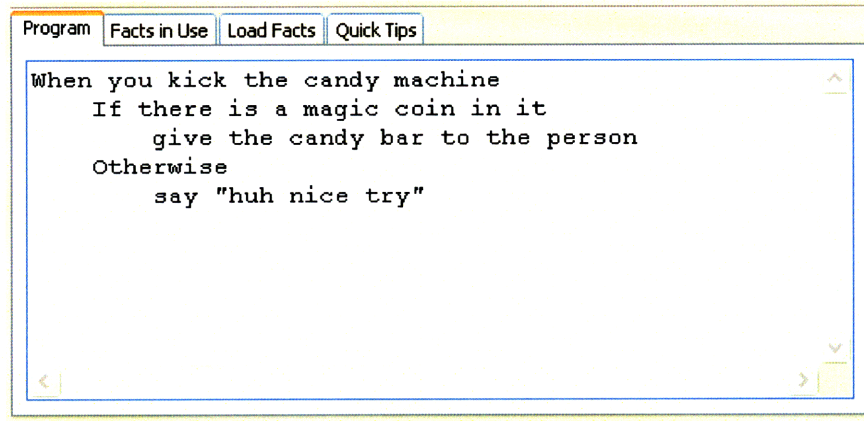 Program Facts in Use Load Facts Quick Tips
When you kick the candy machine
If there is a magic coin in it
give the candy bar to the person
Otherwise
say "huh nice try"